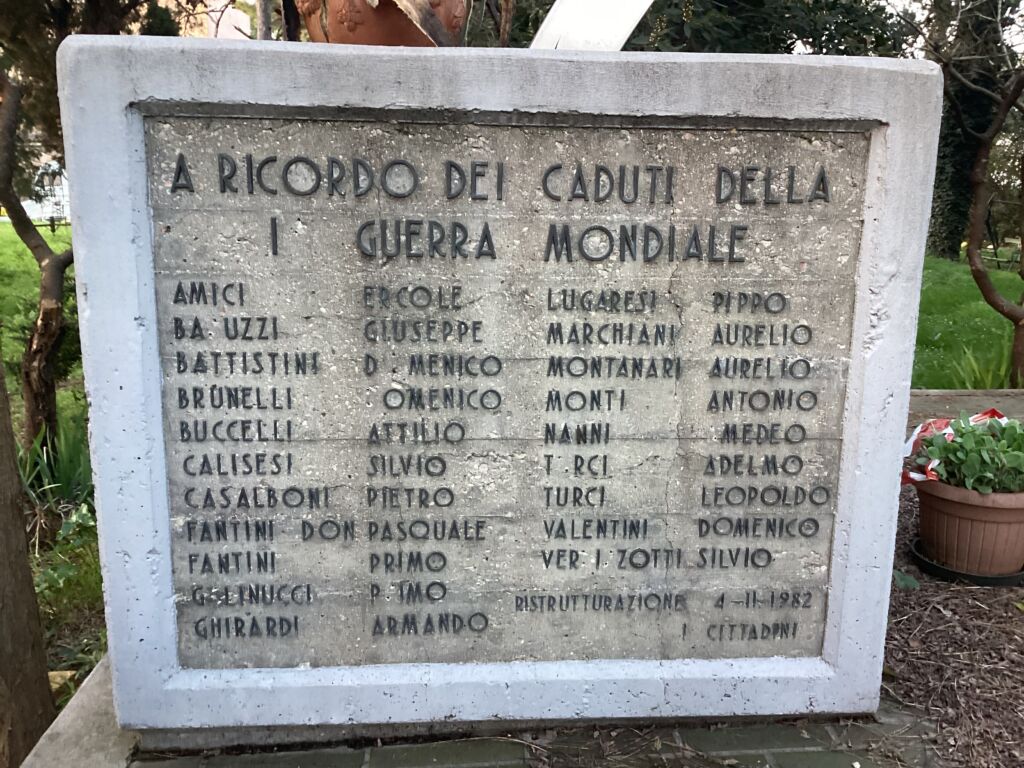 A RICORDO DEI CADUTI DELLA
I GUERRA MONDIALE
AMICI ERCOLE
BA UZZI GIUSEPPE
BATTISTINI D MENICO
BRUNELLI OMENICO
BUCCELLI ATTILIO
CALISESI SILVIO
CASALBONI PIETRO
FANTINI DON PASQUALE
FANTINI PRIMO
G LINUCCI P IMO
GHIRARDI ARMANDO
LUGARESI PIPPO
MARCHIANI AURELIO
MONTANARI AURELIO
MONTI ANTONIO
NANNI MEDEO
T RCI ADELMO
TURCI LEOPOLDO
VALENTINI DOMENICO
VER I ZOTTI SILVIO
RISTRUTTURAZIONE 4-11-1982
I CITTADINI